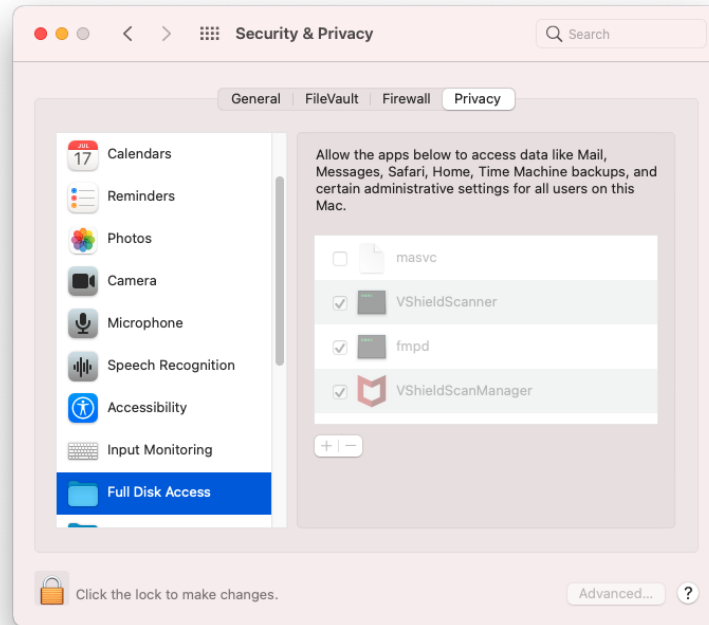 Security & Privacy
Search
General
FileVault
Firewall
Privacy
JUL
17
Calendars
Reminders
Photos
Camera
Microphone
Speech Recognition
Accessibility
Input Monitoring
Full Disk Access
Allow the apps below to access data like Mail,
Messages, Safari, Home, Time Machine backups, and
certain administrative settings for all users on this
Mac.
masvc
VShieldScanner
fmpd
VShieldScanManager
+ | −
Click the lock to make changes.
Advanced...
?